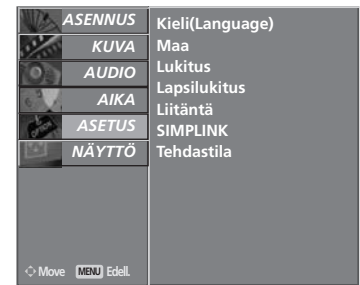 ASENNUS
KUVA
AUDIO
AIKA
ASETUS
NÄYTTÖ
Kieli(Language)
Maa
Lukitus
Lapsilukitus
Liitäntä
SIMPLINK
Tehdastila
Move MENU Edell.